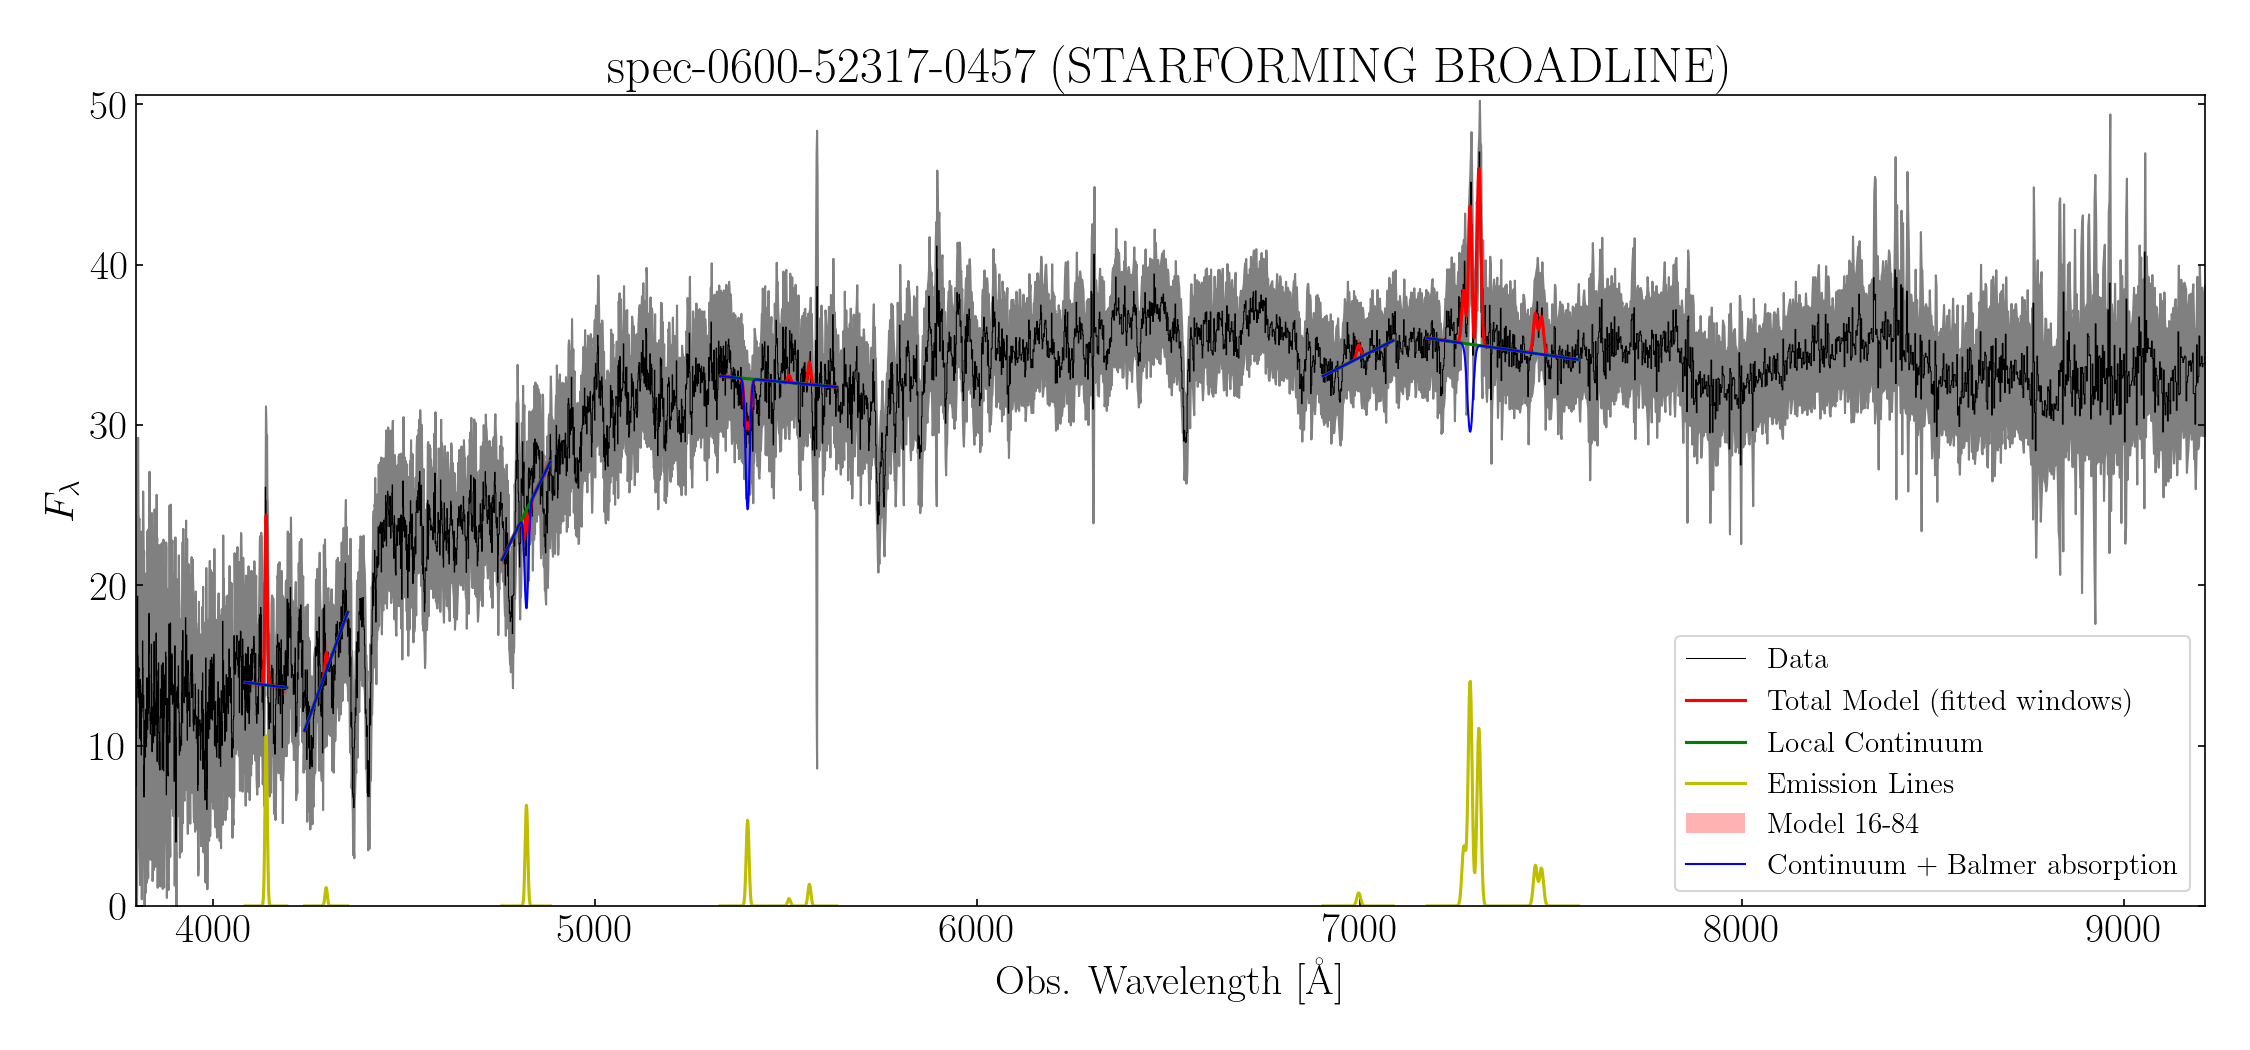 spec-0600-52317-0457 (STARFORMING BROADLINE)
50
40
30
20
10
0
F_λ
4000
5000
6000
7000
8000
9000
Obs. Wavelength [Å]
Data
Total Model (fitted windows)
Local Continuum
Emission Lines
Model 16-84
Continuum + Balmer absorption